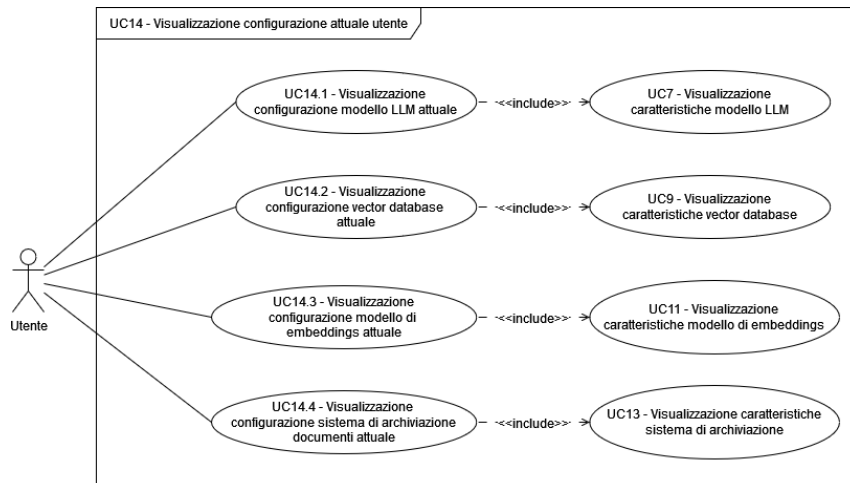 UC14 - Visualizzazione configurazione attuale utente
UC14.1 - Visualizzazione
configurazione modello LLM attuale
<<include>>
UC7 - Visualizzazione
caratteristiche modello LLM
UC14.2 - Visualizzazione
configurazione vector database
attuale
<<include>>
UC9 - Visualizzazione
caratteristiche vector database
Utente
UC14.3 - Visualizzazione
configurazione modello di
embeddings attuale
<<include>>
UC11 - Visualizzazione
caratteristiche modello di embeddings
UC14.4 - Visualizzazione
configurazione sistema di archiviazione
documenti attuale
<<include>>
UC13 - Visualizzazione caratteristiche
sistema di archiviazione